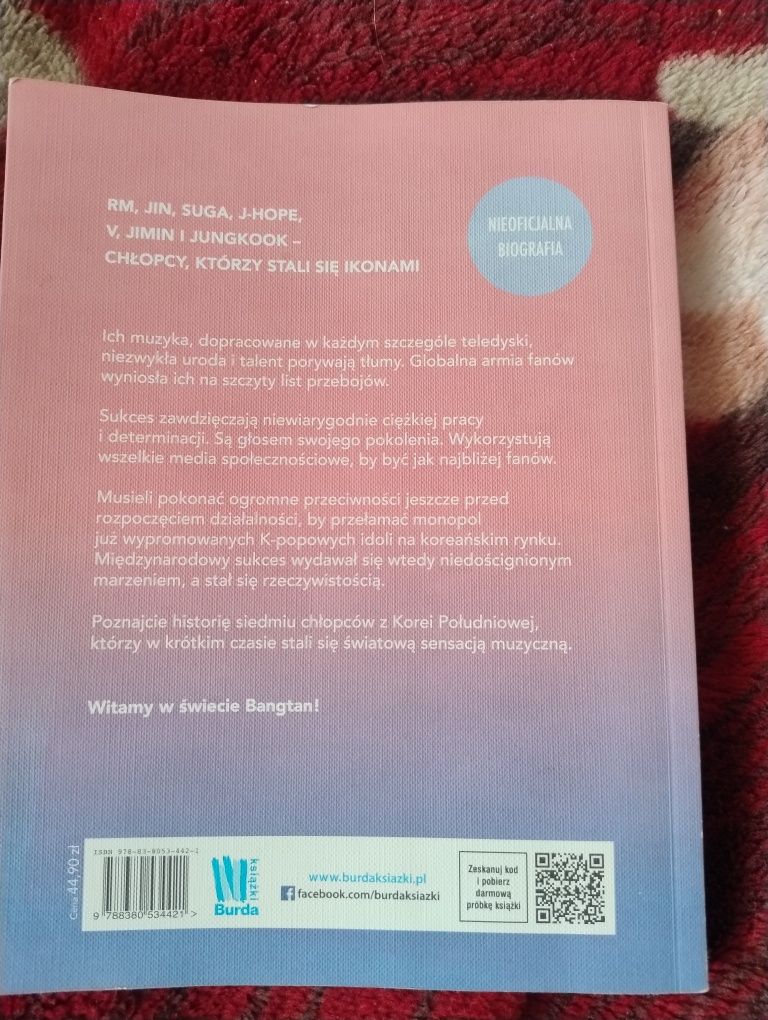 RM, JIN, SUGA, J-HOPE,
V, JIMIN I JUNGKOOK –
CHŁOPCY, KTÓRZY STALI SIĘ IKONAMI
NIEOFICJALNA
BIOGRAFIA
Ich muzyka, dopracowane w każdym szczególe teledyski,
niezwykła uroda i talent porywają tłumy. Globalna armia fanów
wyniosła ich na szczyty list przebojów.
Sukces zawdzięczają niewiarygodnie ciężkiej pracy
i determinacji. Są głosem swojego pokolenia. Wykorzystują
wszelkie media społecznościowe, by być jak najbliżej fanów.
Musieli pokonać ogromne przeciwności jeszcze przed
rozpoczęciem działalności, by przełamać monopol
już wypromowanych K-popowych idoli na koreańskim rynku.
Międzynarodowy sukces wydawał się wtedy niedoścignionym
marzeniem, a stał się rzeczywistością.
Poznajcie historię siedmiu chłopców z Korei Południowej,
którzy w krótkim czasie stali się światową sensacją muzyczną.
Witamy w świecie Bangtan!
Cena 44,90 zł
ISBN 978-83-8053-442-1
9 788380 534421 >
książki
Burda
www.burdaksiazki.pl
facebook.com/burdaksiazki
Zeskanuj kod
i pobierz
darmową
próbkę książki